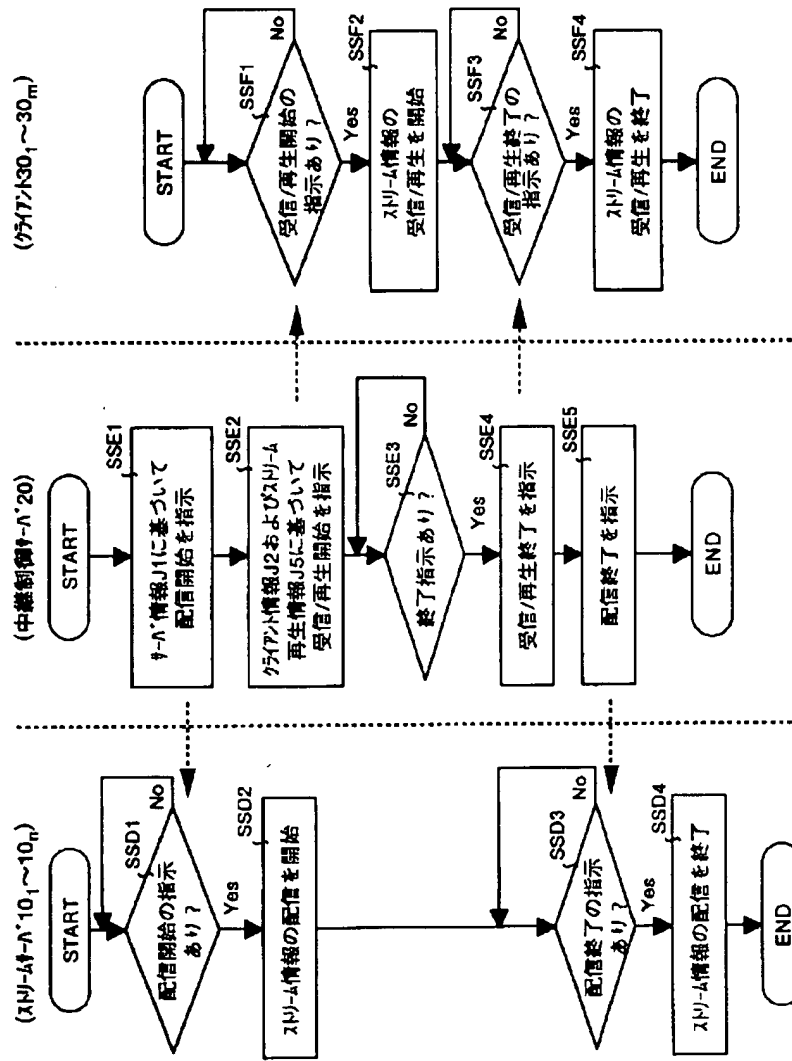 (ストリームサーバ10₁〜10ₙ)
START
SSD1
配信開始の指示
あり?
No
Yes
SSD2
ストリーム情報の配信を開始
SSD3
配信終了の指示
あり?
No
Yes
SSD4
ストリーム情報の配信を終了
END
(中継制御サーバ20)
START
SSE1
サーバ情報J1に基づいて
配信開始を指示
SSE2
クライアント情報J2およびストリーム
再生情報J5に基づいて
受信/再生開始を指示
SSE3
終了指示あり?
No
Yes
SSE4
受信/再生終了を指示
SSE5
配信終了を指示
END
(クライアント30₁〜30ₘ)
START
SSF1
受信/再生開始の
指示あり?
No
Yes
SSF2
ストリーム情報の
受信/再生を開始
SSF3
受信/再生終了の
指示あり?
No
Yes
SSF4
ストリーム情報の
受信/再生を終了
END